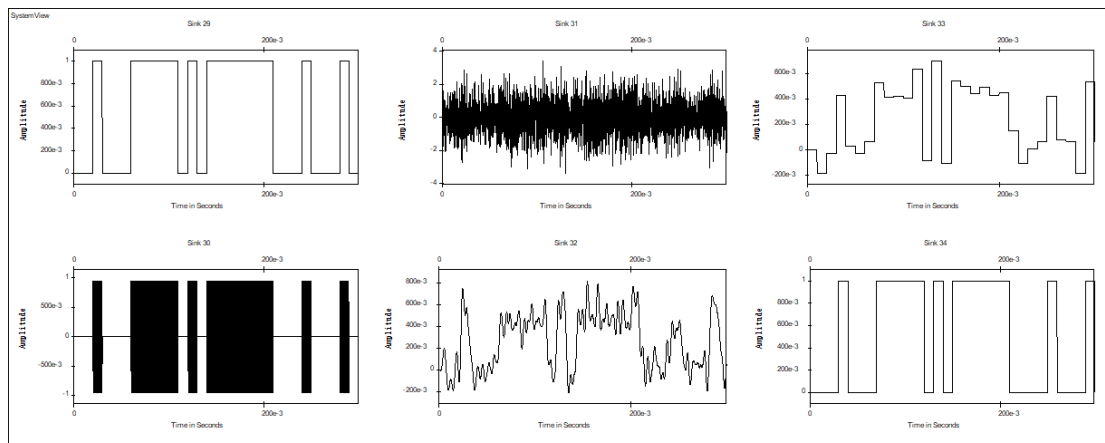 SystemView
Sink 29
0 200e-3
1
800e-3
600e-3
400e-3
200e-3
0
Amplitude
0 200e-3
Time in Seconds
Sink 31
0 200e-3
4
2
0
-2
-4
Amplitude
0 200e-3
Time in Seconds
Sink 33
0 200e-3
600e-3
400e-3
200e-3
0
-200e-3
Amplitude
0 200e-3
Time in Seconds
Sink 30
0 200e-3
1
500e-3
0
-500e-3
-1
Amplitude
0 200e-3
Time in Seconds
Sink 32
0 200e-3
800e-3
600e-3
400e-3
200e-3
0
-200e-3
Amplitude
0 200e-3
Time in Seconds
Sink 34
0 200e-3
1
800e-3
600e-3
400e-3
200e-3
0
Amplitude
0 200e-3
Time in Seconds